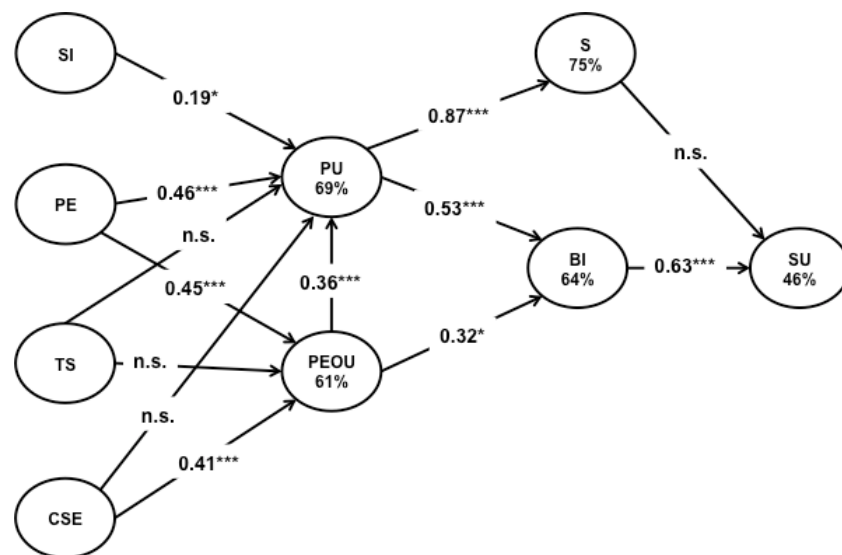 SI
S
75%
0.19*
0.87***
n.s.
PU
69%
PE
0.46***
n.s.
0.53***
BI
64%
0.63***
SU
46%
0.45***
0.36***
0.32*
TS
n.s.
PEOU
61%
n.s.
0.41***
CSE